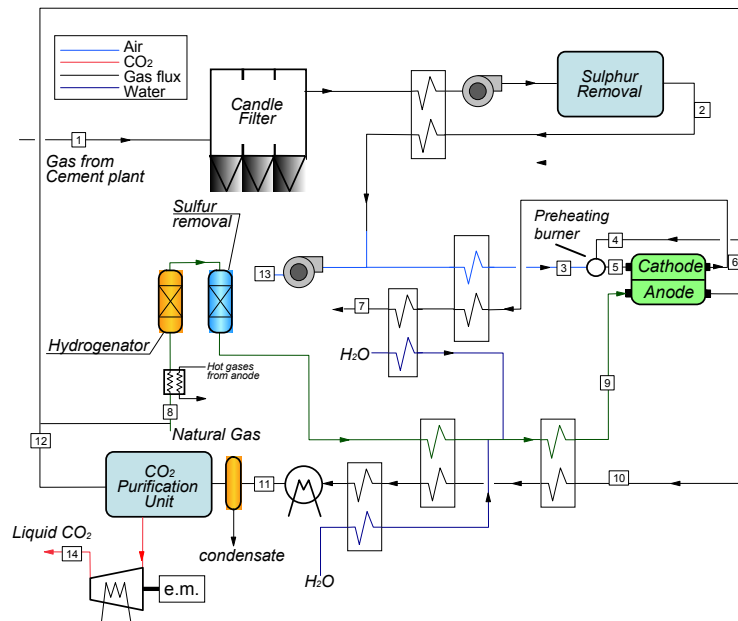 Air
CO2
Gas flux
Water
Candle
Filter
Sulphur
Removal
2
1
Gas from
Cement plant
Sulfur
removal
Preheating
burner
4
13
3
5
Cathode
6
Anode
7
Hydrogenator
H2O
Hot gases
from anode
9
8
Natural Gas
12
CO2
Purification
Unit
11
10
Liquid CO2
14
condensate
H2O
e.m.